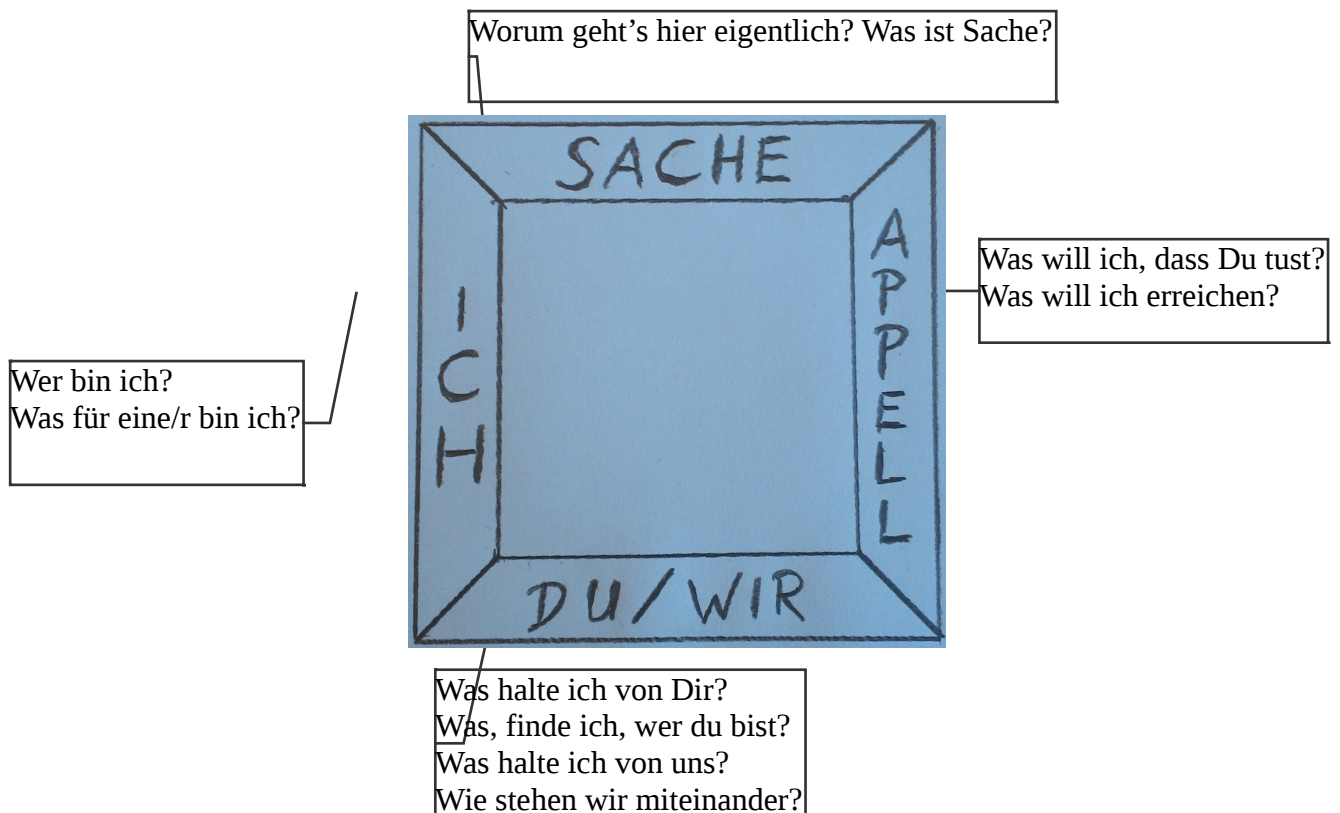 Worum geht’s hier eigentlich? Was ist Sache?
SACHE
APPELL
Was will ich, dass Du tust?
Was will ich erreichen?
ICH
Wer bin ich?
Was für eine/r bin ich?
DU/WIR
Was halte ich von Dir?
Was, finde ich, wer du bist?
Was halte ich von uns?
Wie stehen wir miteinander?